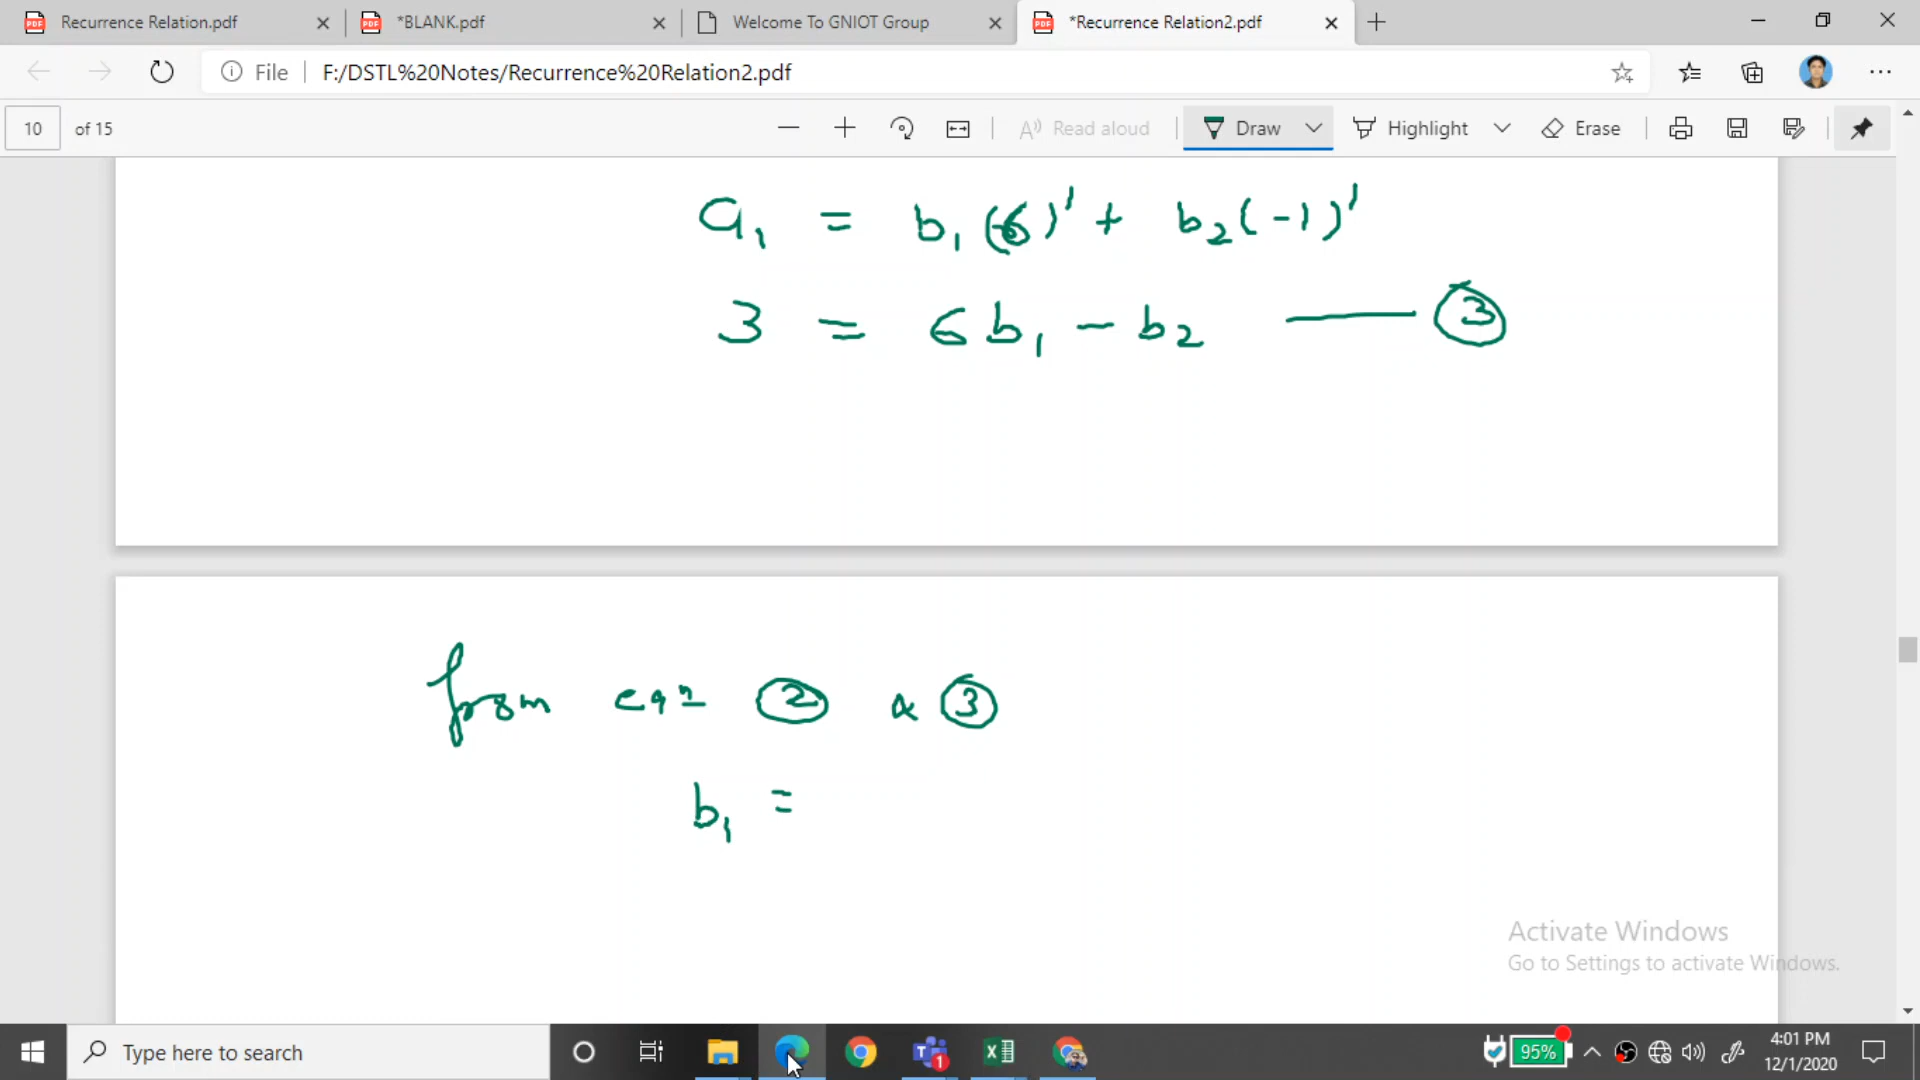 Recurrence Relation.pdf
*BLANK.pdf
Welcome To GNIOT Group
*Recurrence Relation2.pdf
File
F:/DSTL%20Notes/Recurrence%20Relation2.pdf
10 of 15
Read aloud
Draw
Highlight
Erase
a₁ = b₁(6)¹ + b₂(-1)¹
3 = 6b₁ - b₂ —— ③
from eqn ② & ③
b₁ =
Activate Windows
Go to Settings to activate Windows.
Type here to search
1
95%
4:01 PM
12/1/2020